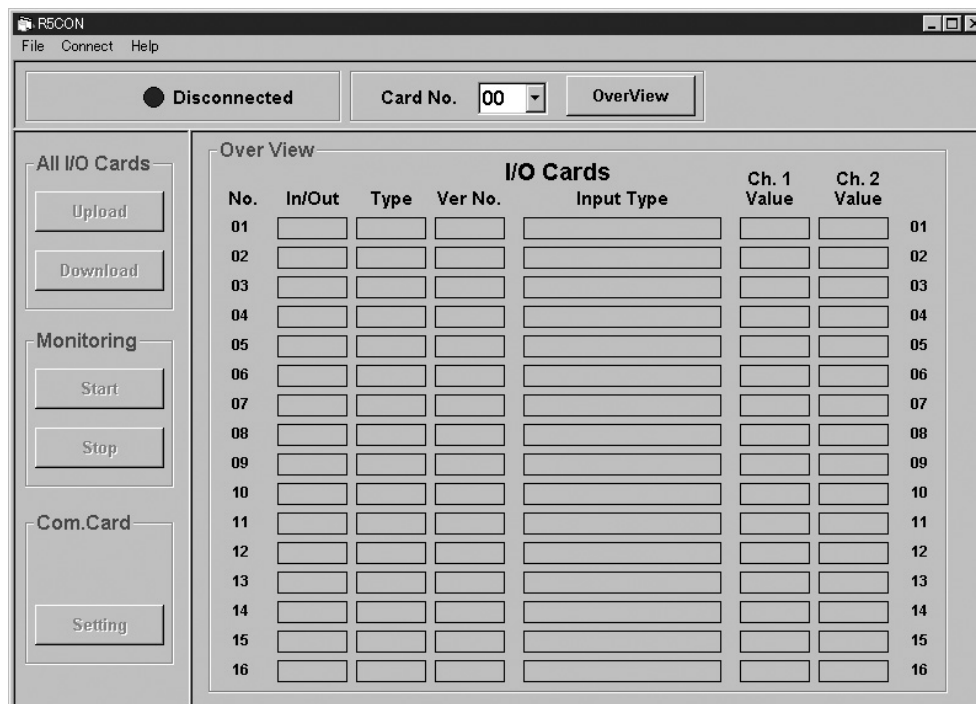 R5CON
File Connect Help
Disconnected
Card No. 00 OverView
All I/O Cards
Upload
Download
Monitoring
Start
Stop
Com.Card
Setting
Over View
I/O Cards
No. In/Out Type Ver No. Input Type Ch. 1 Value Ch. 2 Value
01 01
02 02
03 03
04 04
05 05
06 06
07 07
08 08
09 09
10 10
11 11
12 12
13 13
14 14
15 15
16 16